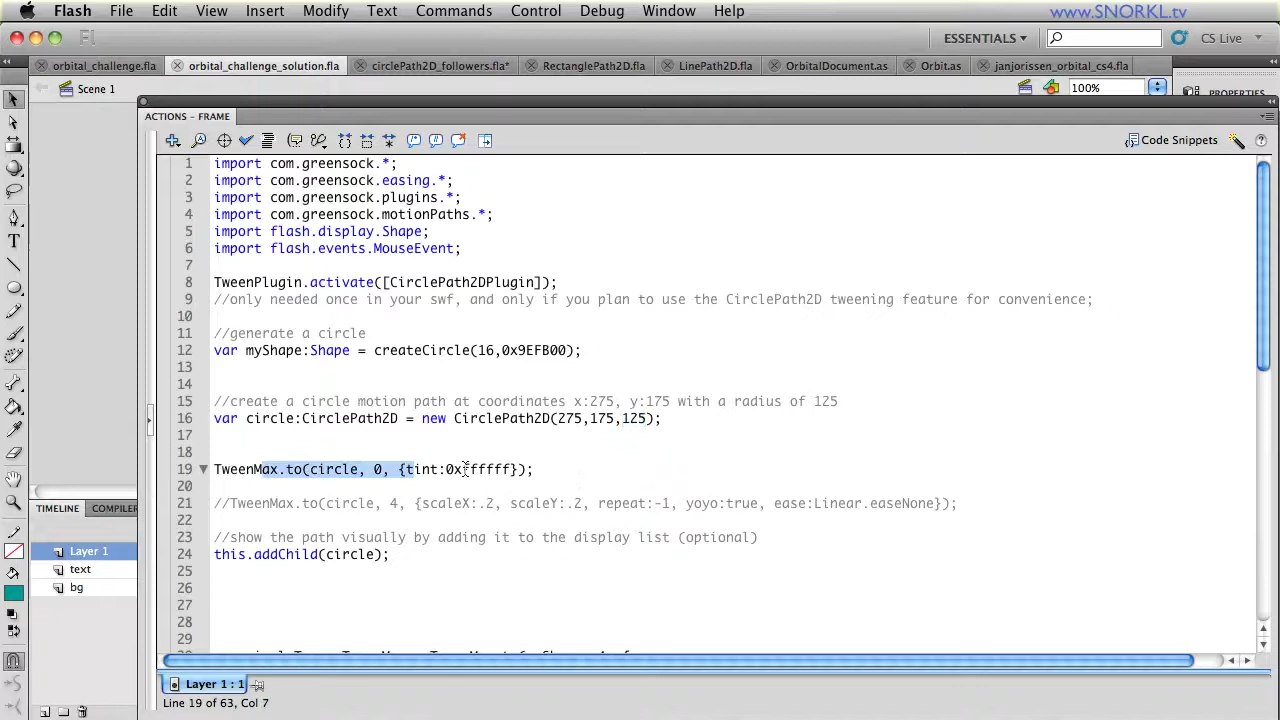 Flash File Edit View Insert Modify Text Commands Control Debug Window Help www.SNORKL.tv
Fl ESSENTIALS CS Live
orbital_challenge.fla orbital_challenge_solution.fla circlePath2D_followers.fla* RectanglePath2D.fla LinePath2D.fla OrbitalDocument.as Orbit.as janjorissen_orbital_cs4.fla
Scene 1 100% PROPERTIES
ACTIONS - FRAME
Code Snippets
1 import com.greensock.*;
2 import com.greensock.easing.*;
3 import com.greensock.plugins.*;
4 import com.greensock.motionPaths.*;
5 import flash.display.Shape;
6 import flash.events.MouseEvent;
7
8 TweenPlugin.activate([CirclePath2DPlugin]);
9 //only needed once in your swf, and only if you plan to use the CirclePath2D tweening feature for convenience;
10
11 //generate a circle
12 var myShape:Shape = createCircle(16,0x9EFB00);
13
14
15 //create a circle motion path at coordinates x:275, y:175 with a radius of 125
16 var circle:CirclePath2D = new CirclePath2D(275,175,125);
17
18
19 TweenMax.to(circle, 0, {tint:0xffffff});
20
21 //TweenMax.to(circle, 4, {scaleX:.2, scaleY:.2, repeat:-1, yoyo:true, ease:Linear.easeNone});
22
23 //show the path visually by adding it to the display list (optional)
24 this.addChild(circle);
25
26
27
28
29
TIMELINE COMPILER
Layer 1
text
bg
Layer 1 : 1
Line 19 of 63, Col 7